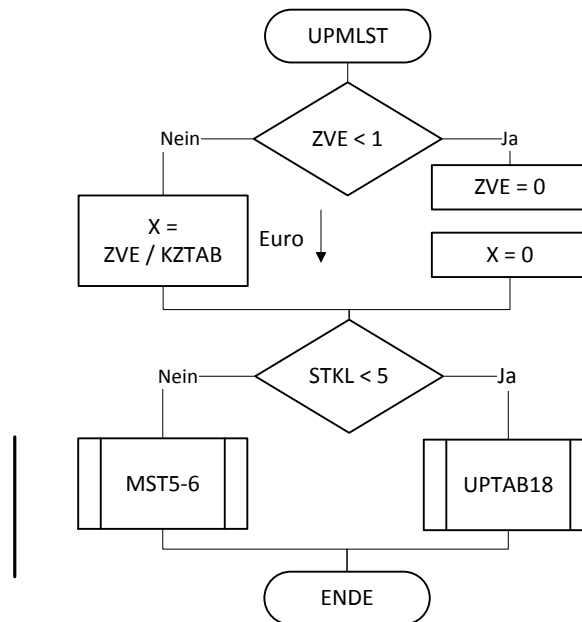 UPMLST
ZVE < 1
Nein
Ja
X =
ZVE / KZTAB
Euro
ZVE = 0
X = 0
STKL < 5
Nein
Ja
MST5-6
UPTAB18
ENDE